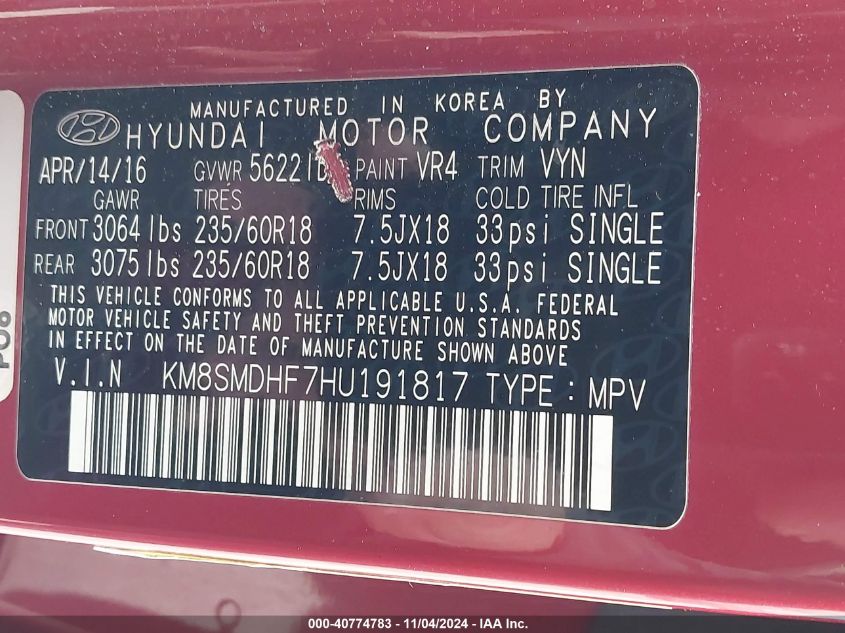 MANUFACTURED IN KOREA BY
HYUNDAI MOTOR COMPANY
APR/14/16 GVWR 5622 PAINT VR4 TRIM VYN
GAWR TIRES RIMS COLD TIRE INFL
FRONT 3064 lbs 235/60R18 7.5JX18 33psi SINGLE
REAR 3075 lbs 235/60R18 7.5JX18 33psi SINGLE
THIS VEHICLE CONFORMS TO ALL APPLICABLE U.S.A. FEDERAL
MOTOR VEHICLE SAFETY AND THEFT PREVENTION STANDARDS
IN EFFECT ON THE DATE OF MANUFACTURE SHOWN ABOVE
V.I.N KM8SMDHF7HU191817 TYPE : MPV
000-40774783 - 11/04/2024 - IAA Inc.